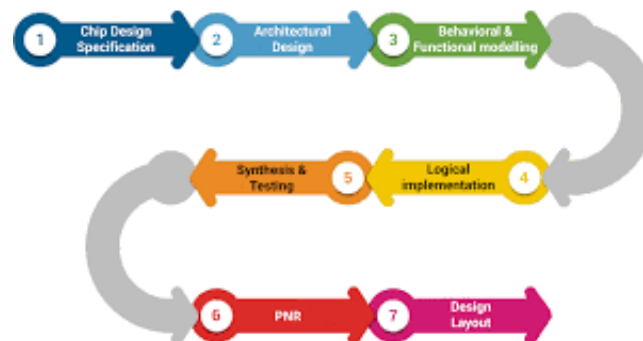 1
Chip Design
Specification
2
Architectural
Design
3
Behavioral &
Functional modelling
4
Logical
implementation
5
Synthesis &
Testing
6
PNR
7
Design
Layout